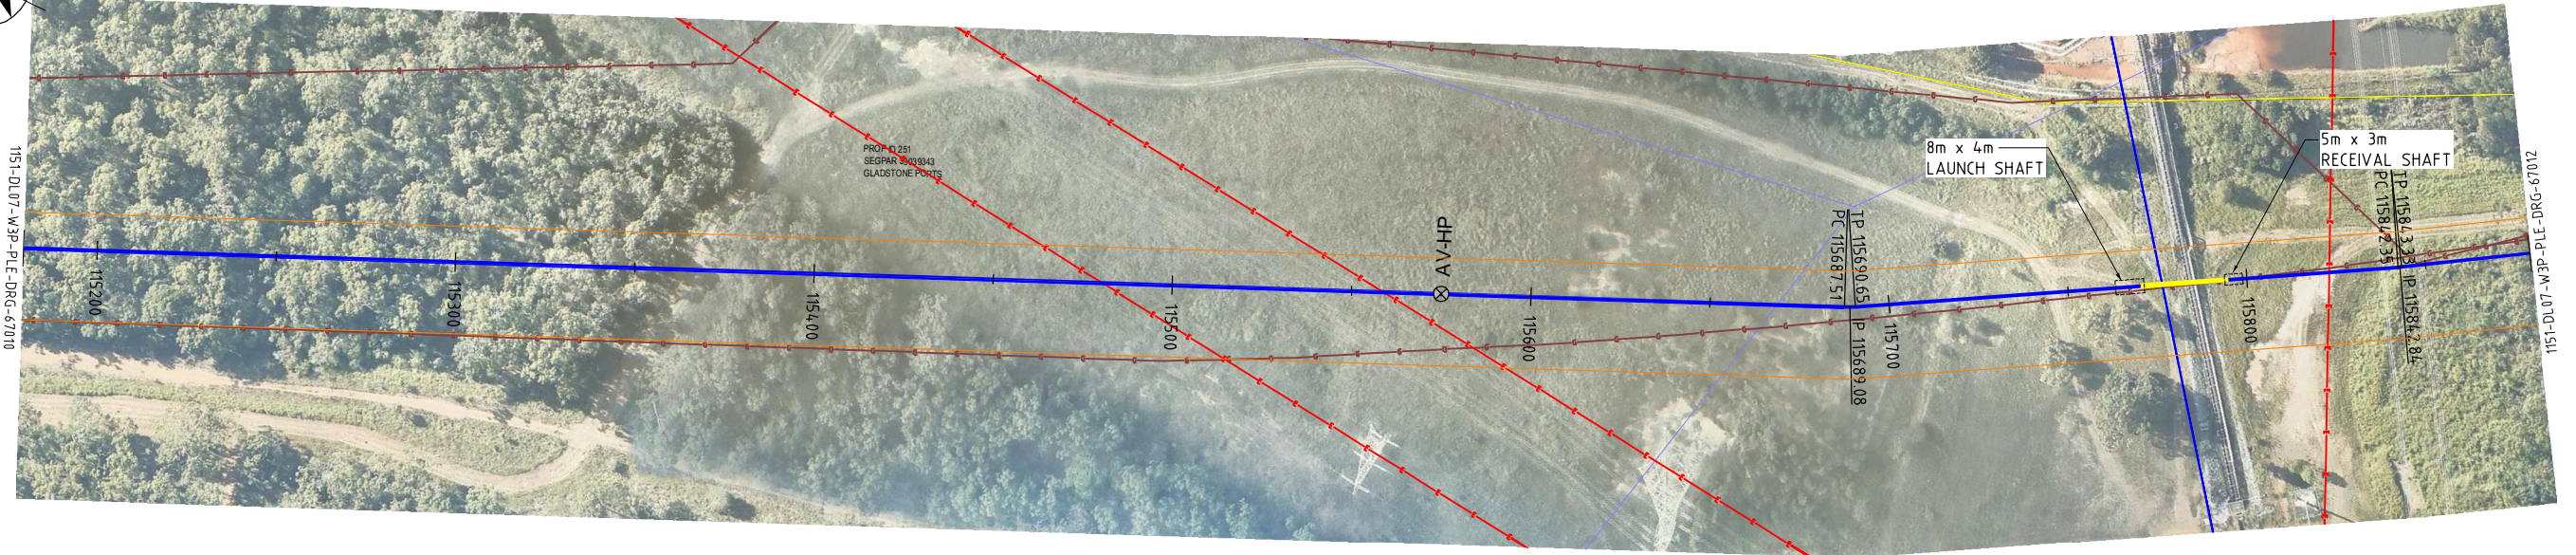 1151-DL07-W3P-PLE-DRG-67010
115200
115300
115400
115500
115600
115700
115800
PROP ID 251
GLADSTONE PORTS
AV-HP
TP 115690.65 IP 115689.08
PC 115687.51
8m x 4m
LAUNCH SHAFT
5m x 3m
RECEIVAL SHAFT
TP 115843.33 IP 115842.84
PC 115842.35
1151-DL07-W3P-PLE-DRG-67012